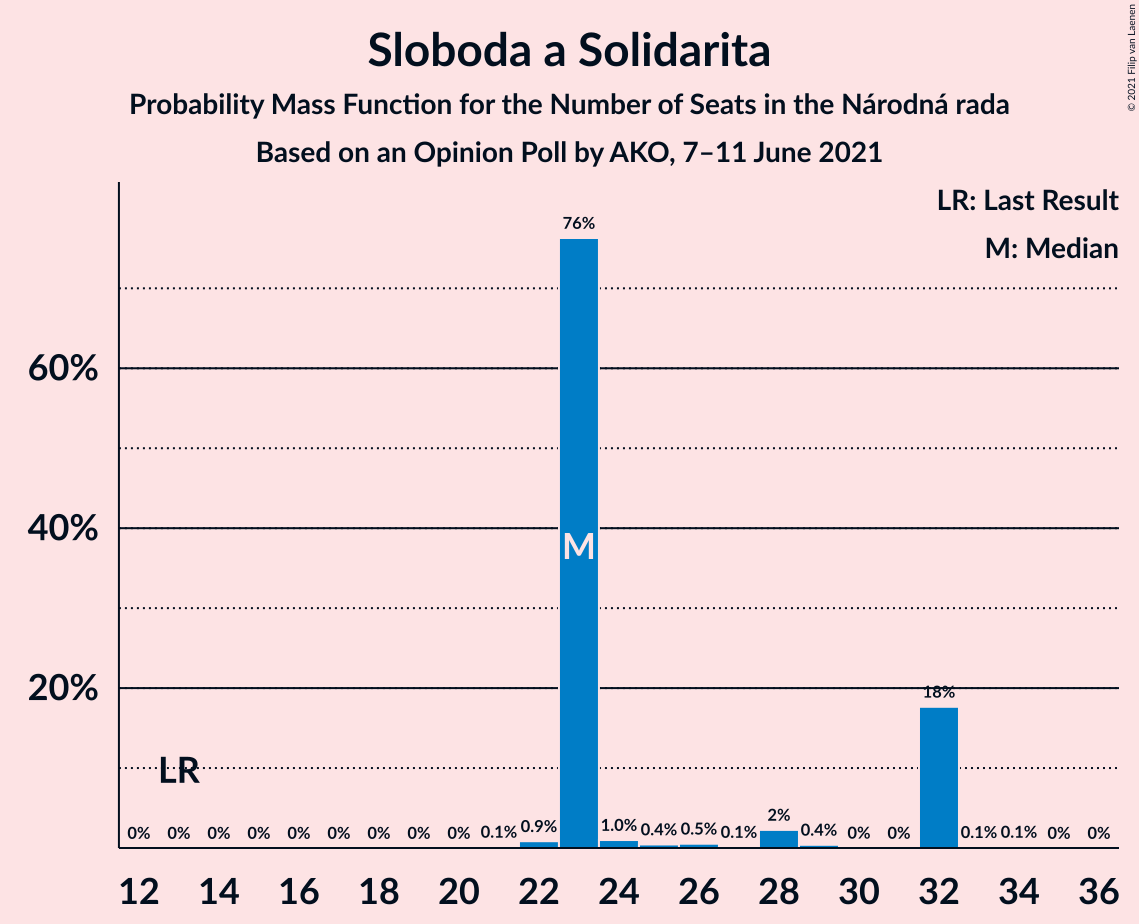 Sloboda a Solidarita
Probability Mass Function for the Number of Seats in the Národná rada
Based on an Opinion Poll by AKO, 7–11 June 2021
© 2021 Filip van Laenen
LR: Last Result
M: Median
76%
60%
40%
M
20%
18%
LR
0% 0% 0% 0% 0% 0% 0% 0% 0% 0.1% 0.9% 1.0% 0.4% 0.5% 0.1% 2% 0.4% 0% 0% 0.1% 0.1% 0% 0%
12 14 16 18 20 22 24 26 28 30 32 34 36